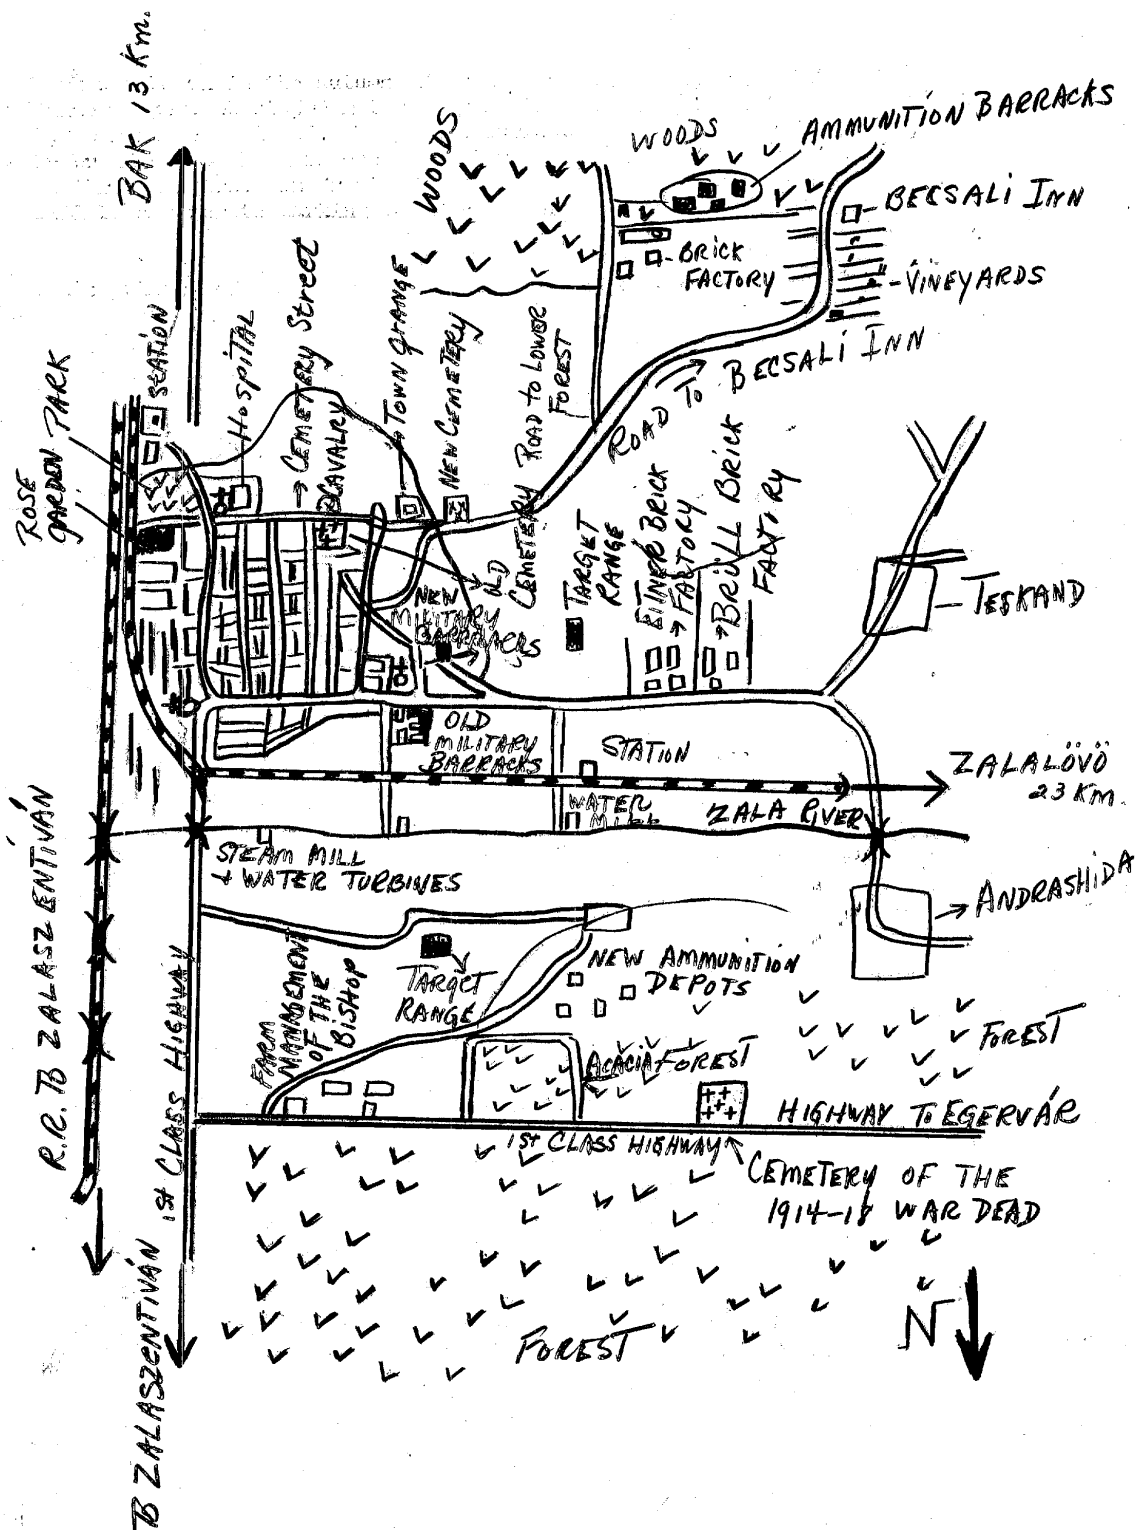 BAK 13 Km.
WOODS
WOODS
AMMUNITION BARRACKS
BECSALI INN
BRICK
FACTORY
VINEYARDS
STATION
HOSPITAL
CEMETERY Street
CAVALRY
TOWN GRANGE
NEW CEMETERY
ROAD TO LOWER
FOREST
ROAD TO BECSALI INN
ROSE
GARDEN PARK
OLD
CEMETERY
TARGET
RANGE
EITNER BRICK
FACTORY
BRÜLL BRICK
FACTORY
TESKAND
NEW
MILITARY
BARRACKS
OLD
MILITARY
BARRACKS
STATION
ZALALÖVÖ
23 Km.
WATER
MILL
ZALA RIVER
STEAM MILL
+ WATER TURBINES
ANDRASHIDA
R.R. TO ZALASZENTIVÁN
1st CLASS HIGHWAY
TO ZALASZENTIVÁN
FARM
MANAGEMENT
OF THE
BISHOP
TARGET
RANGE
NEW AMMUNITION
DEPOTS
ACACIA FOREST
FOREST
HIGHWAY TO EGERVÁR
1st CLASS HIGHWAY
CEMETERY OF THE
1914-18 WAR DEAD
FOREST
N